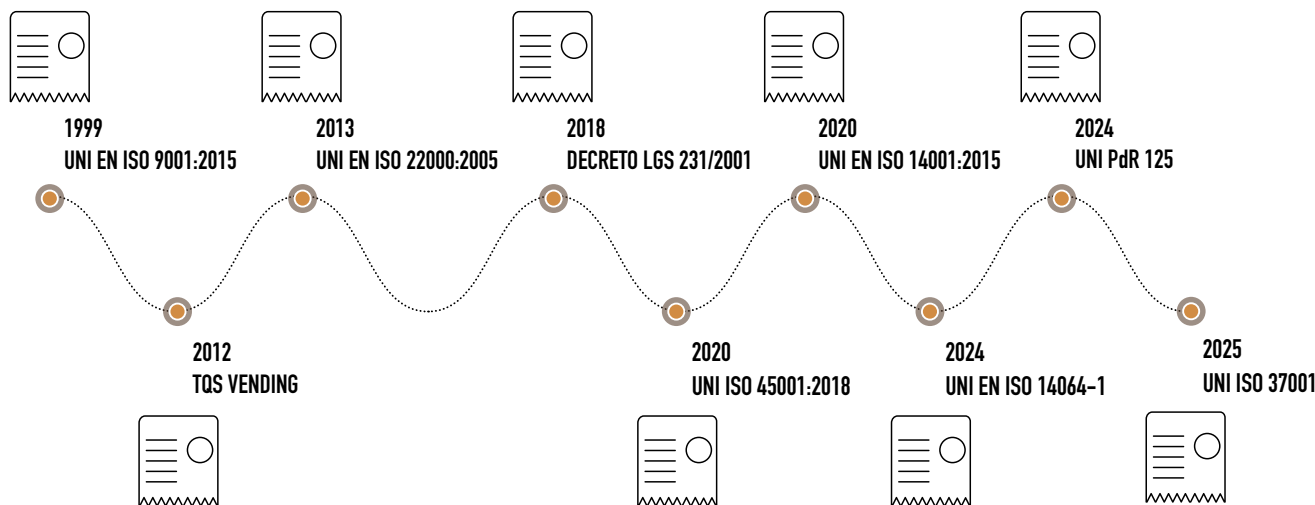 1999
UNI EN ISO 9001:2015
2012
TQS VENDING
2013
UNI EN ISO 22000:2005
2018
DECRETO LGS 231/2001
2020
UNI ISO 45001:2018
2020
UNI EN ISO 14001:2015
2024
UNI EN ISO 14064-1
2024
UNI PdR 125
2025
UNI ISO 37001